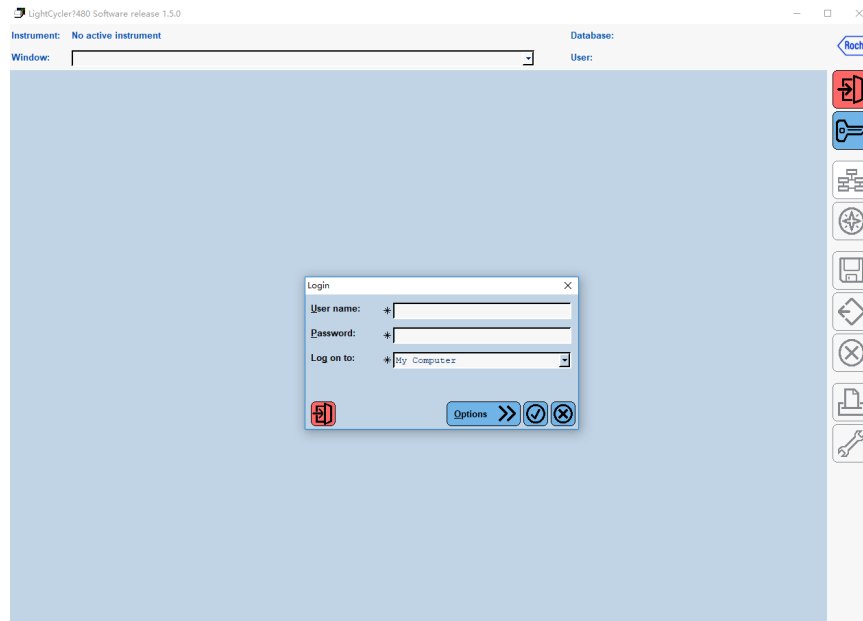 LightCycler?480 Software release 1.5.0
Instrument: No active instrument Database:
Window: User:
Roch
Login
User name:
Password:
Log on to: My Computer
Options